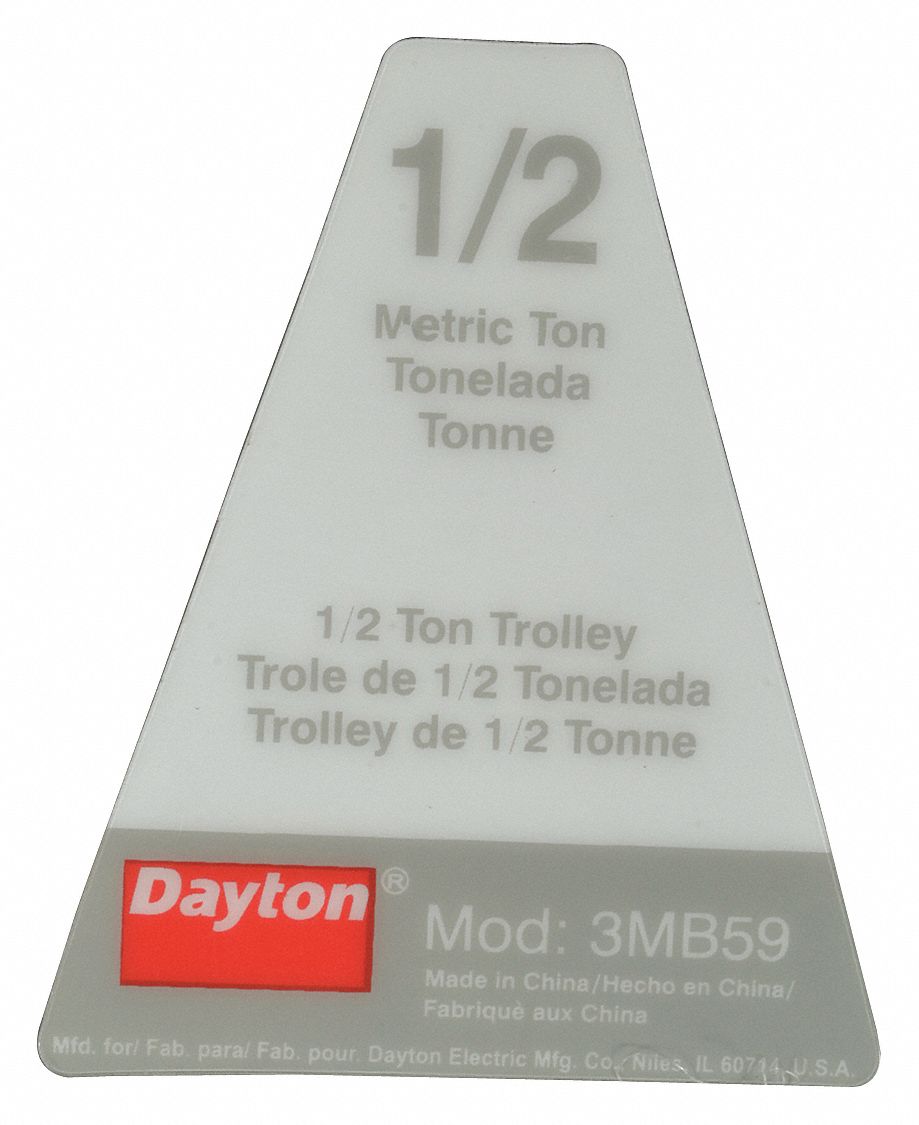 1/2
Metric Ton
Tonelada
Tonne
1/2 Ton Trolley
Trole de 1/2 Tonelada
Trolley de 1/2 Tonne
Dayton®
Mod: 3MB59
Made in China/Hecho en China/
Fabriquè aux China
Mfd. for/ Fab. para/ Fab. pour. Dayton Electric Mfg. Co., Niles, IL 60714, U.S.A.